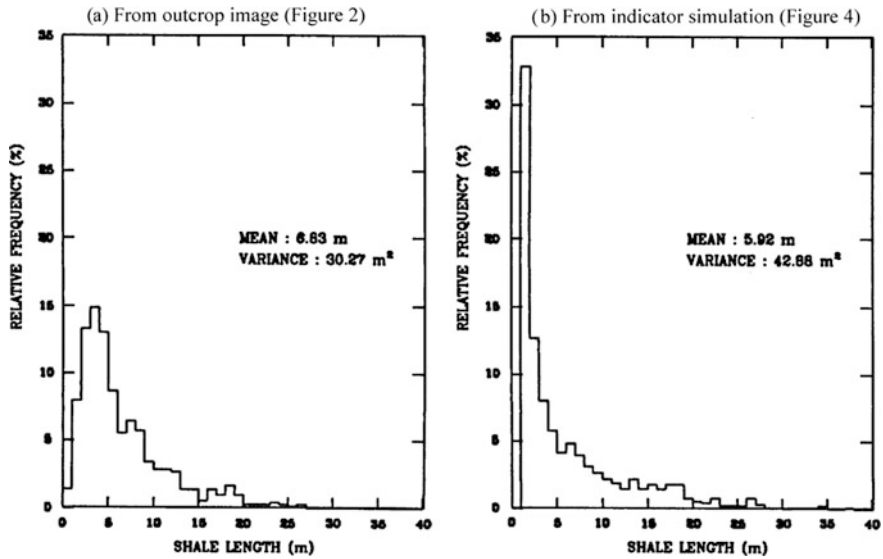 (a) From outcrop image (Figure 2)
35
30
25
20
15
10
5
0
RELATIVE FREQUENCY (%)
MEAN : 6.83 m
VARIANCE : 30.27 m²
0 5 10 15 20 25 30 35 40
SHALE LENGTH (m)
(b) From indicator simulation (Figure 4)
35
30
25
20
15
10
5
0
RELATIVE FREQUENCY (%)
MEAN : 5.92 m
VARIANCE : 42.88 m²
0 5 10 15 20 25 30 35 40
SHALE LENGTH (m)